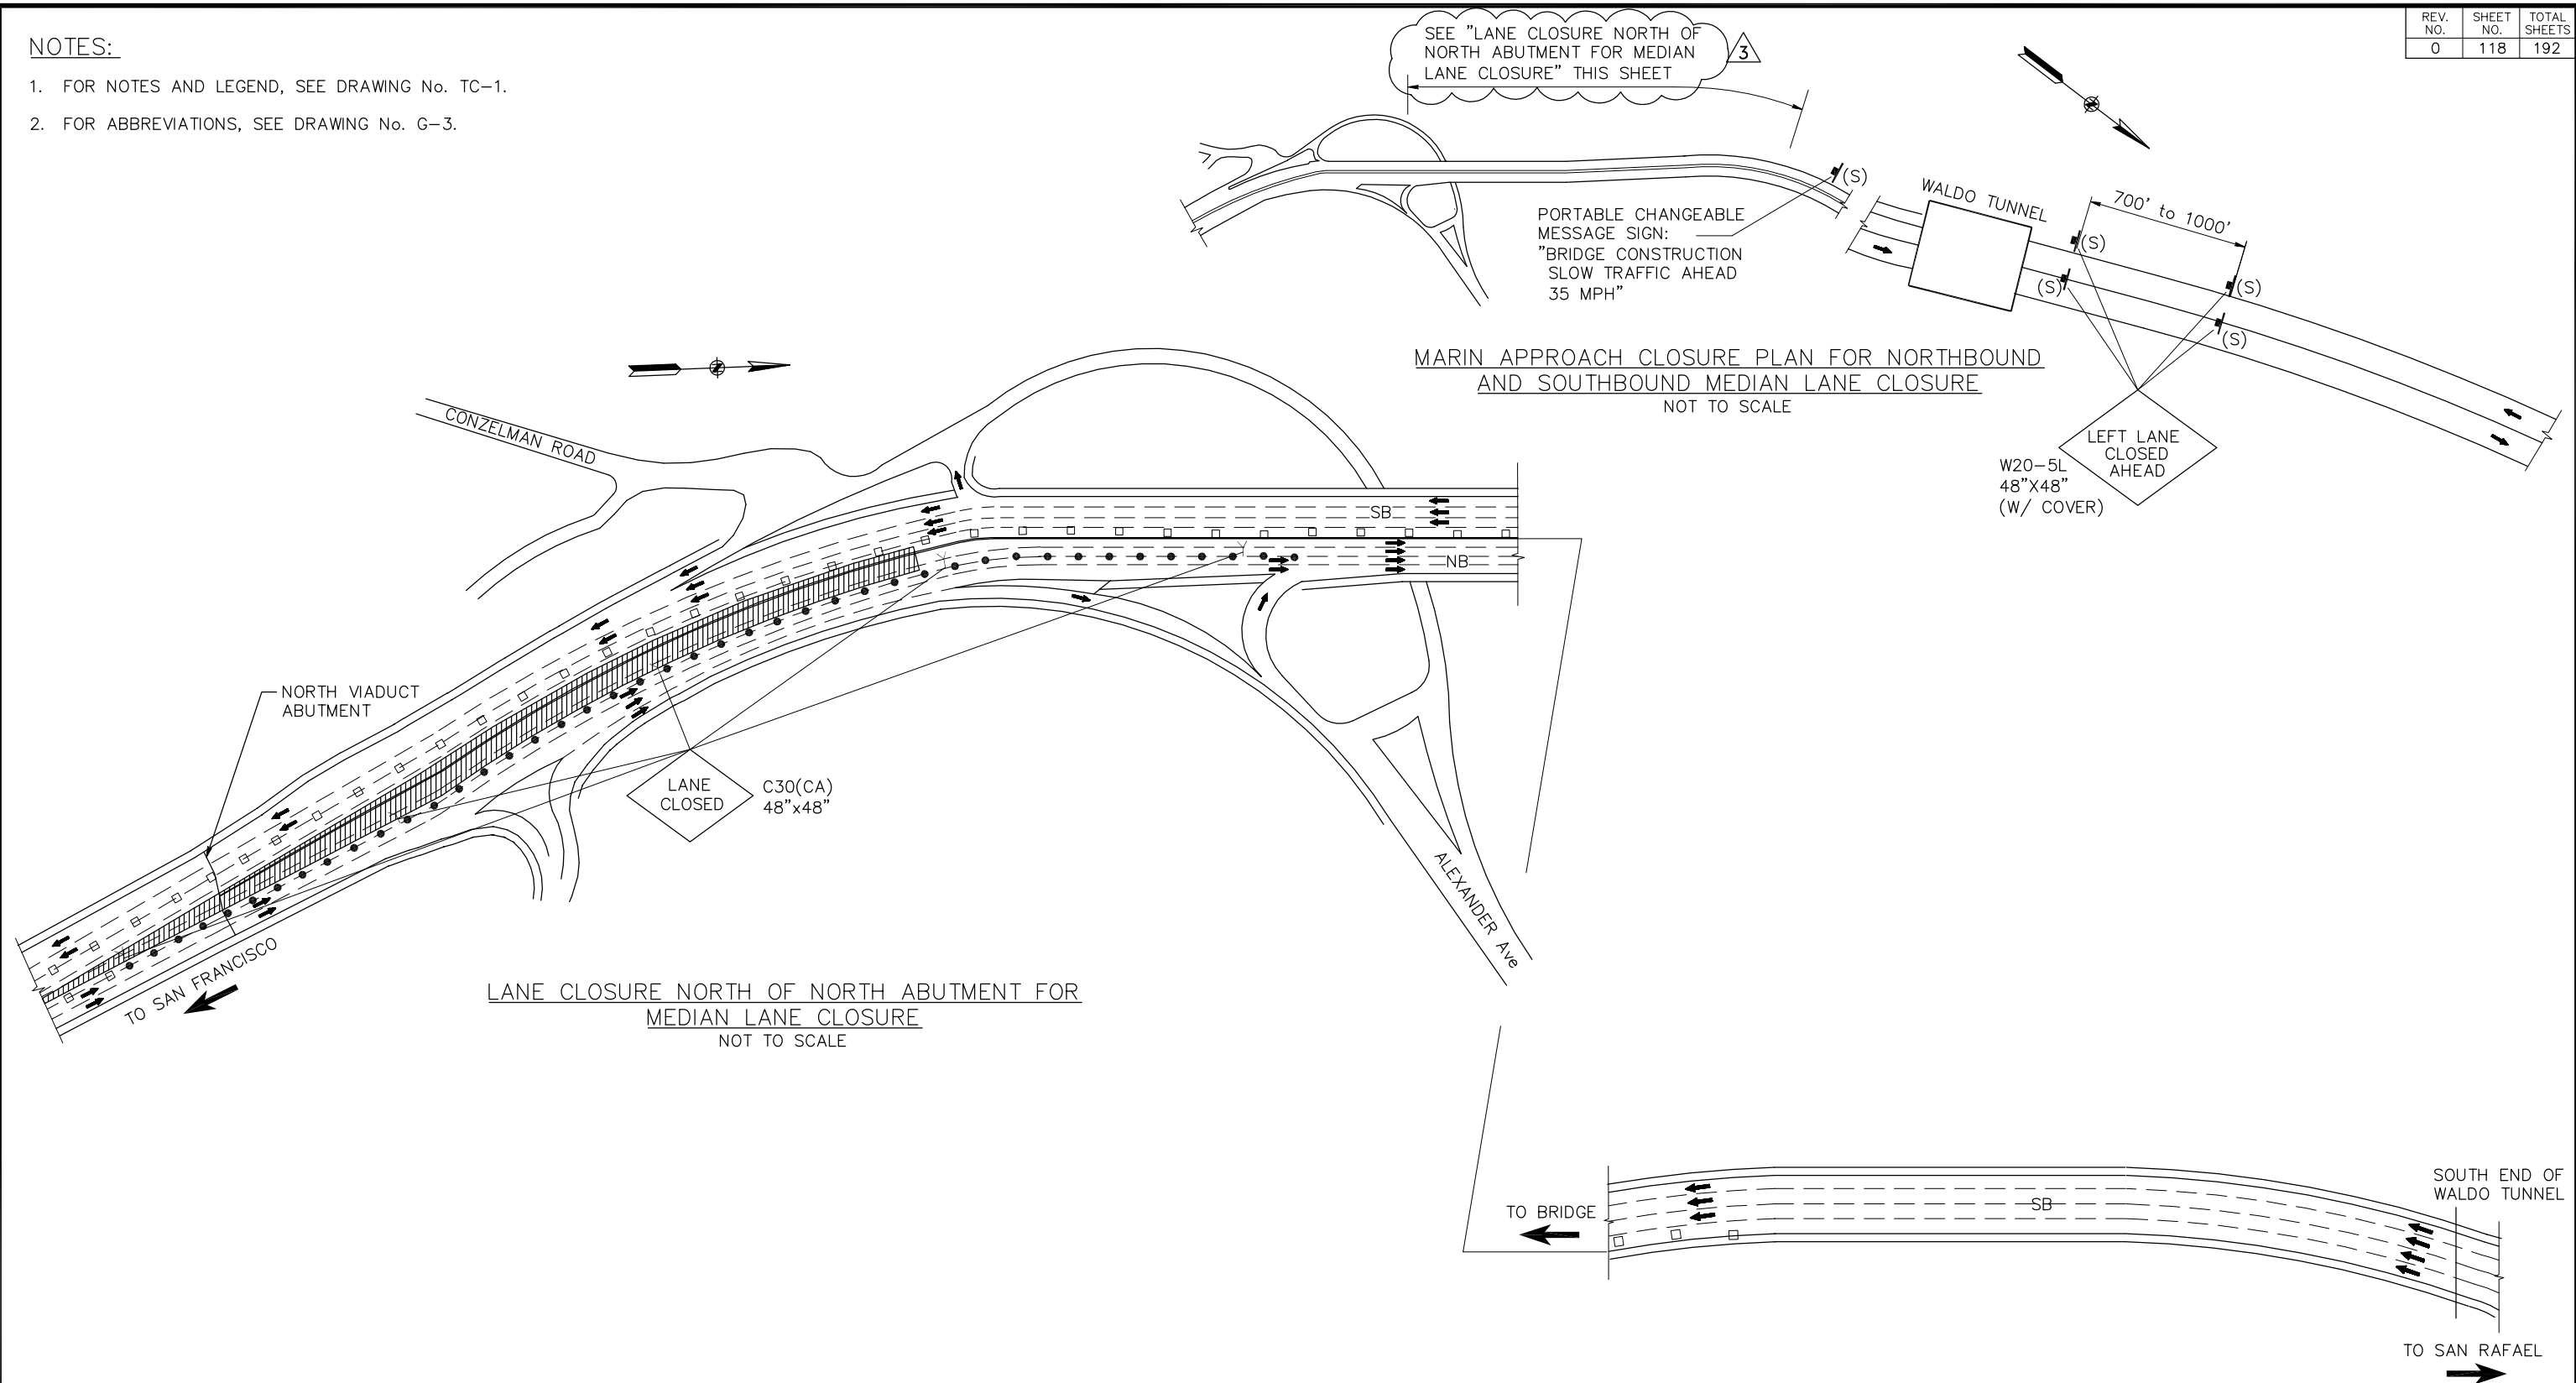 NOTES:
1. FOR NOTES AND LEGEND, SEE DRAWING No. TC-1.
2. FOR ABBREVIATIONS, SEE DRAWING No. G-3.
SEE "LANE CLOSURE NORTH OF
NORTH ABUTMENT FOR MEDIAN
LANE CLOSURE" THIS SHEET
3
REV. NO. SHEET NO. TOTAL SHEETS
0 118 192
(S)
PORTABLE CHANGEABLE
MESSAGE SIGN:
"BRIDGE CONSTRUCTION
SLOW TRAFFIC AHEAD
35 MPH"
WALDO TUNNEL
700' to 1000'
(S)
(S)
(S)
(S)
MARIN APPROACH CLOSURE PLAN FOR NORTHBOUND
AND SOUTHBOUND MEDIAN LANE CLOSURE
NOT TO SCALE
LEFT LANE
CLOSED
AHEAD
W20-5L
48"X48"
(W/ COVER)
CONZELMAN ROAD
SB
NB
NORTH VIADUCT
ABUTMENT
LANE
CLOSED
C30(CA)
48"x48"
ALEXANDER Ave
TO SAN FRANCISCO
LANE CLOSURE NORTH OF NORTH ABUTMENT FOR
MEDIAN LANE CLOSURE
NOT TO SCALE
TO BRIDGE
SB
SOUTH END OF
WALDO TUNNEL
TO SAN RAFAEL